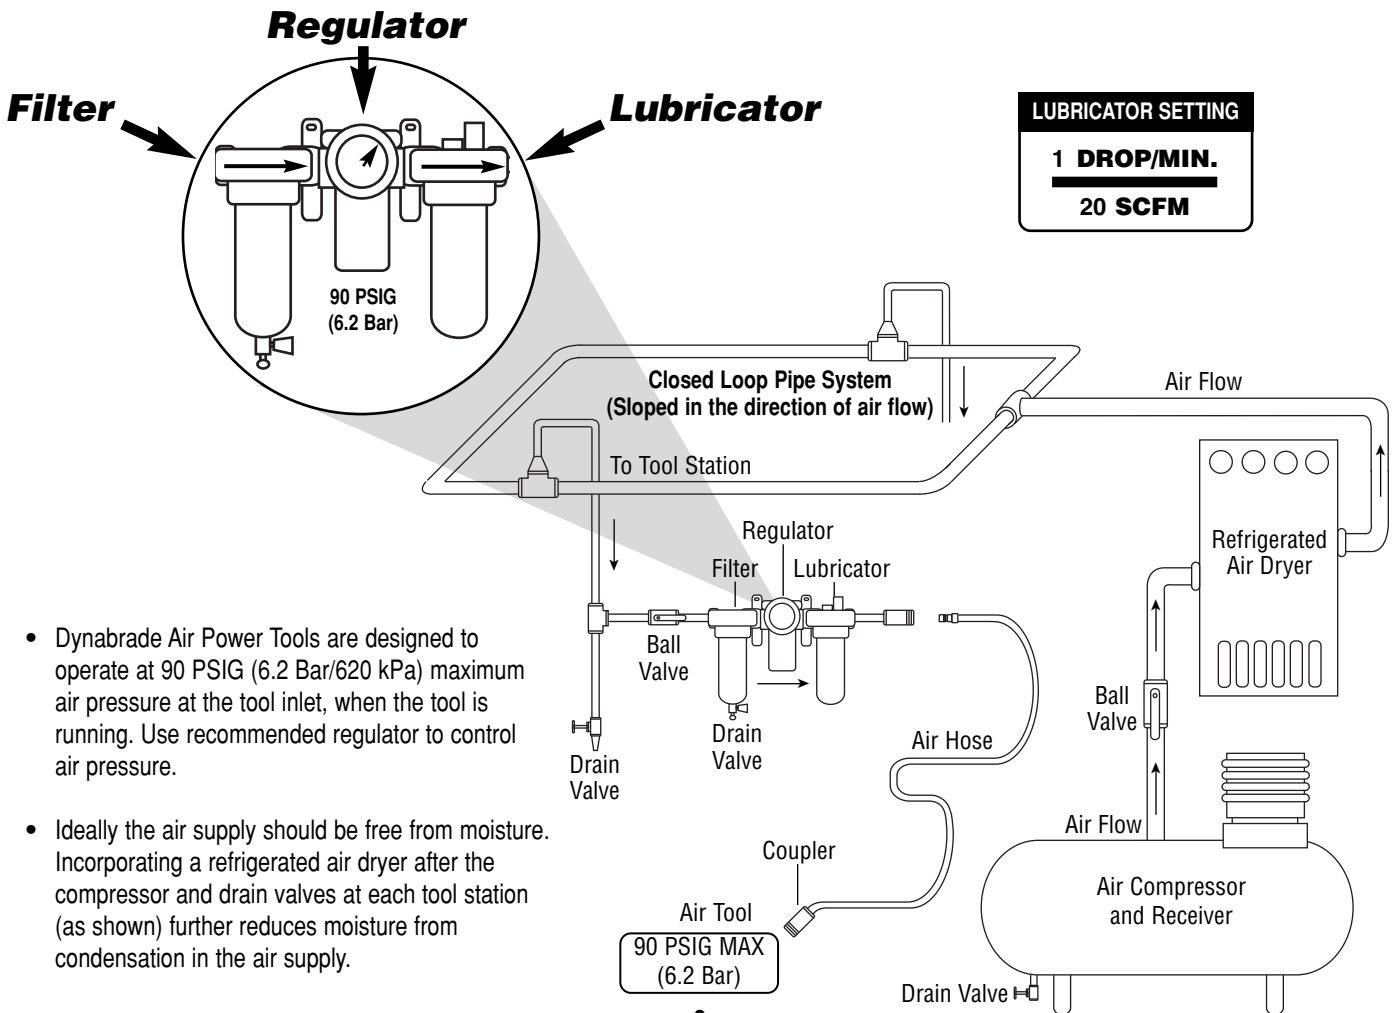 Regulator
Filter
Lubricator
90 PSIG
(6.2 Bar)
LUBRICATOR SETTING
1 DROP/MIN.
20 SCFM
Closed Loop Pipe System
(Sloped in the direction of air flow)
Air Flow
To Tool Station
Refrigerated
Air Dryer
Regulator
Filter
Lubricator
Ball
Valve
Drain
Valve
Drain
Valve
Air Hose
Ball
Valve
Air Flow
Coupler
Air Compressor
and Receiver
Air Tool
90 PSIG MAX
(6.2 Bar)
Drain Valve
• Dynabrade Air Power Tools are designed to
operate at 90 PSIG (6.2 Bar/620 kPa) maximum
air pressure at the tool inlet, when the tool is
running. Use recommended regulator to control
air pressure.
• Ideally the air supply should be free from moisture.
Incorporating a refrigerated air dryer after the
compressor and drain valves at each tool station
(as shown) further reduces moisture from
condensation in the air supply.